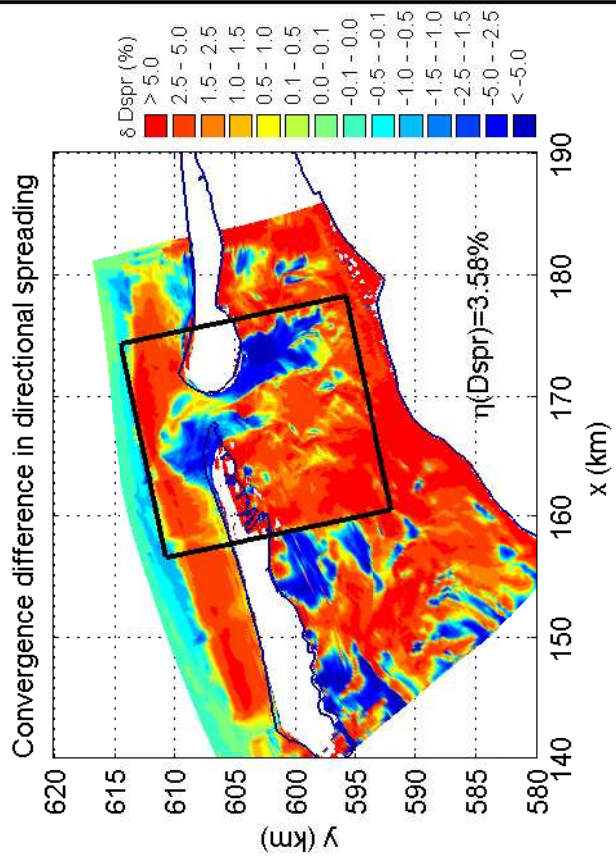 Convergence difference in directional spreading
δ Dspr (%)
> 5.0
2.5 - 5.0
1.5 - 2.5
1.0 - 1.5
0.5 - 1.0
0.1 - 0.5
0.0 - 0.1
-0.1 - 0.0
-0.5 - -0.1
-1.0 - -0.5
-1.5 - -1.0
-2.5 - -1.5
-5.0 - -2.5
< -5.0
620
615
610
605
600
595
590
585
580
y (km)
η(Dspr)=3.58%
140
150
160
170
180
190
x (km)